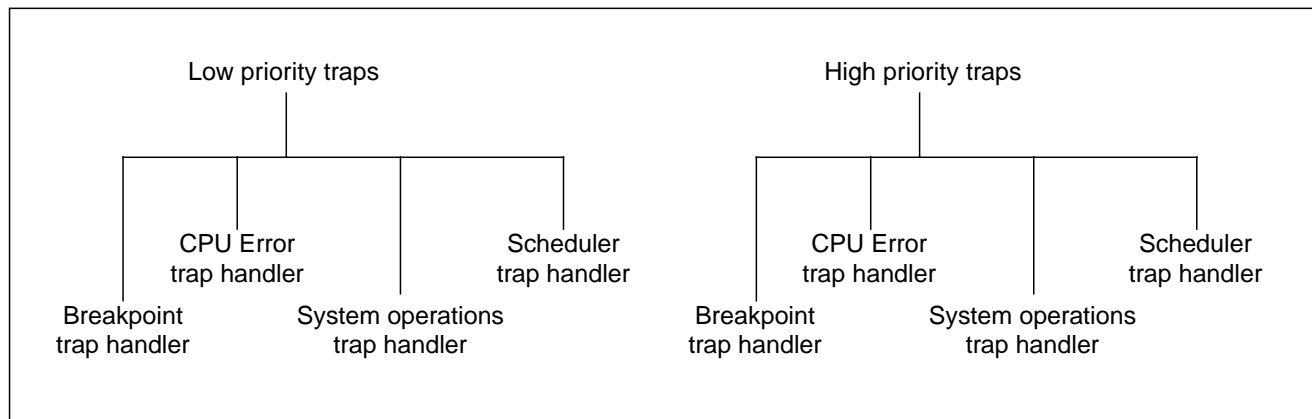 Low priority traps
CPU Error
trap handler
Scheduler
trap handler
Breakpoint
trap handler
System operations
trap handler
High priority traps
CPU Error
trap handler
Scheduler
trap handler
Breakpoint
trap handler
System operations
trap handler